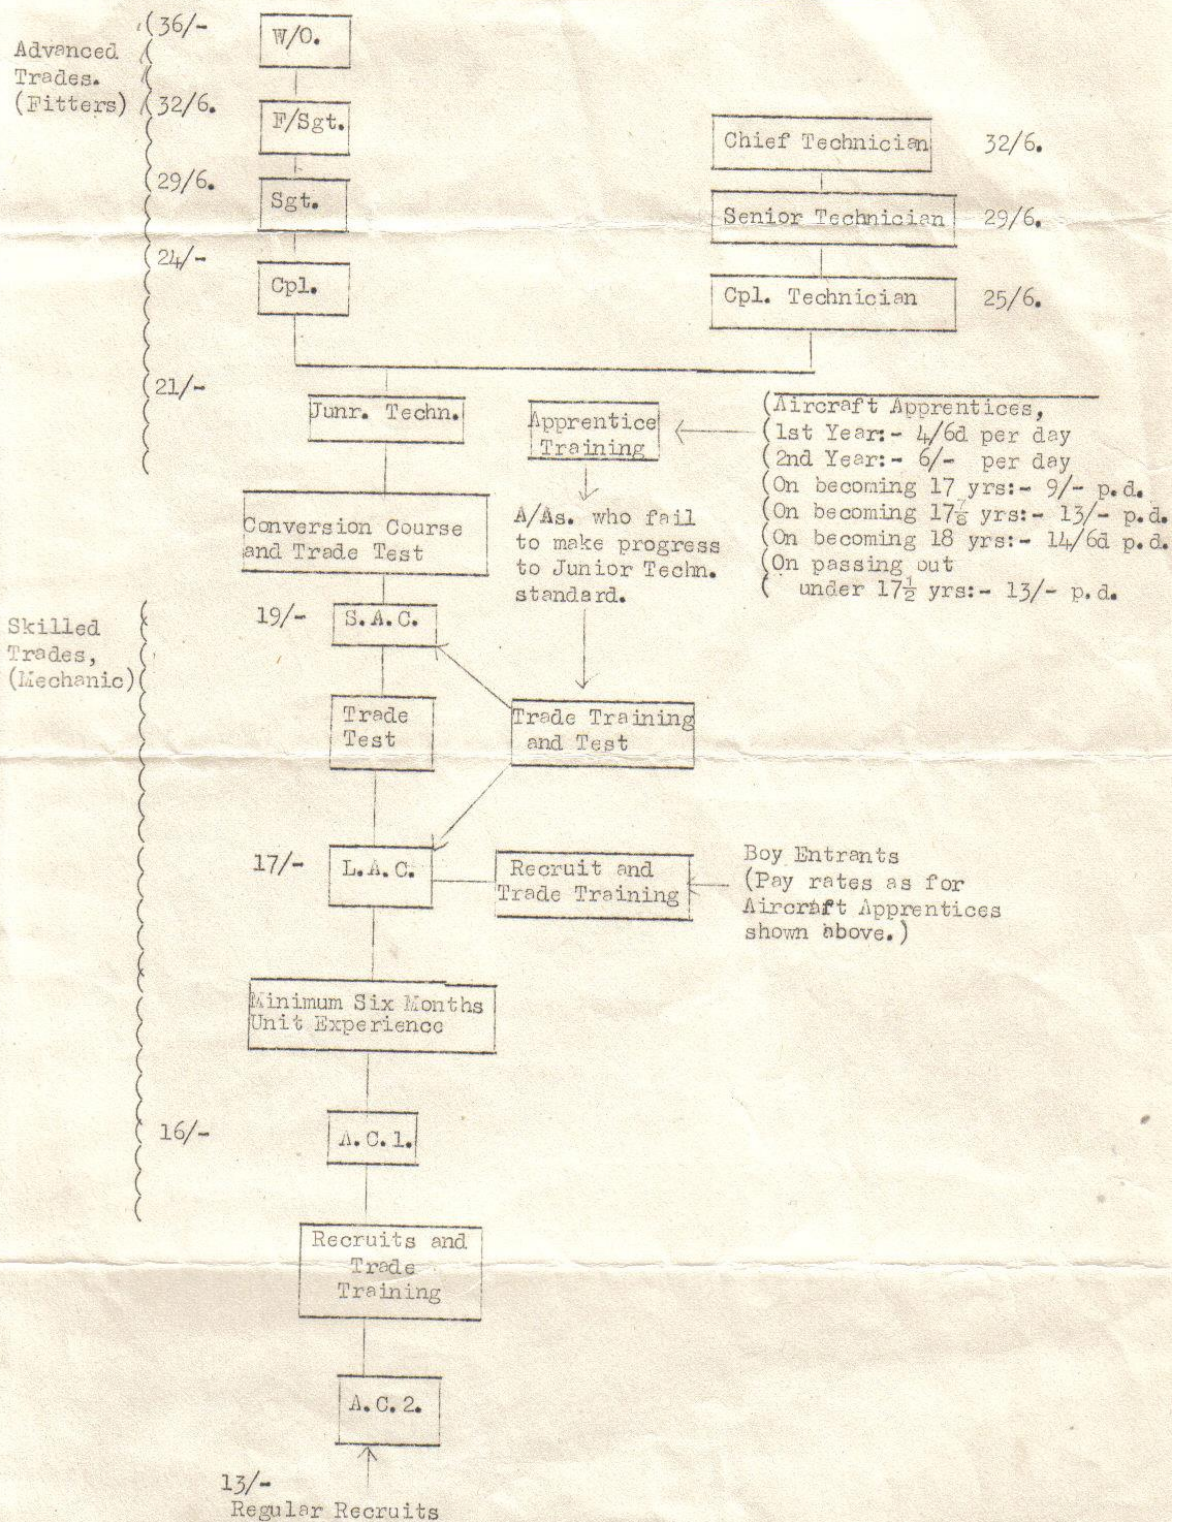 (36/-
W/O.
Advanced
Trades.
(Fitters)
(32/6.
F/Sgt.
Chief Technician
32/6.
(29/6.
Sgt.
Senior Technician
29/6.
(24/-
Cpl.
Cpl. Technician
25/6.
(21/-
Junr. Techn.
Apprentice
Training
(Aircraft Apprentices,
(1st Year:- 4/6d per day
(2nd Year:- 6/- per day
(On becoming 17 yrs:- 9/- p.d.
(On becoming yrs:- 13/- p.d.
(On becoming 18 yrs:- 14/6d p.d.
(On passing out
( under 17½ yrs:- 13/- p.d.
Conversion Course
and Trade Test
A/As. who fail
to make progress
to Junior Techn.
standard.
Skilled
Trades,
(Mechanic)
19/-
S.A.C.
Trade
Test
Trade Training
and Test
17/-
L.A.C.
Recruit and
Trade Training
Boy Entrants
(Pay rates as for
Aircraft Apprentices
shown above.)
Minimum Six Months
Unit Experience
16/-
A.C.1.
Recruits and
Trade
Training
A.C.2.
13/-
Regular Recruits